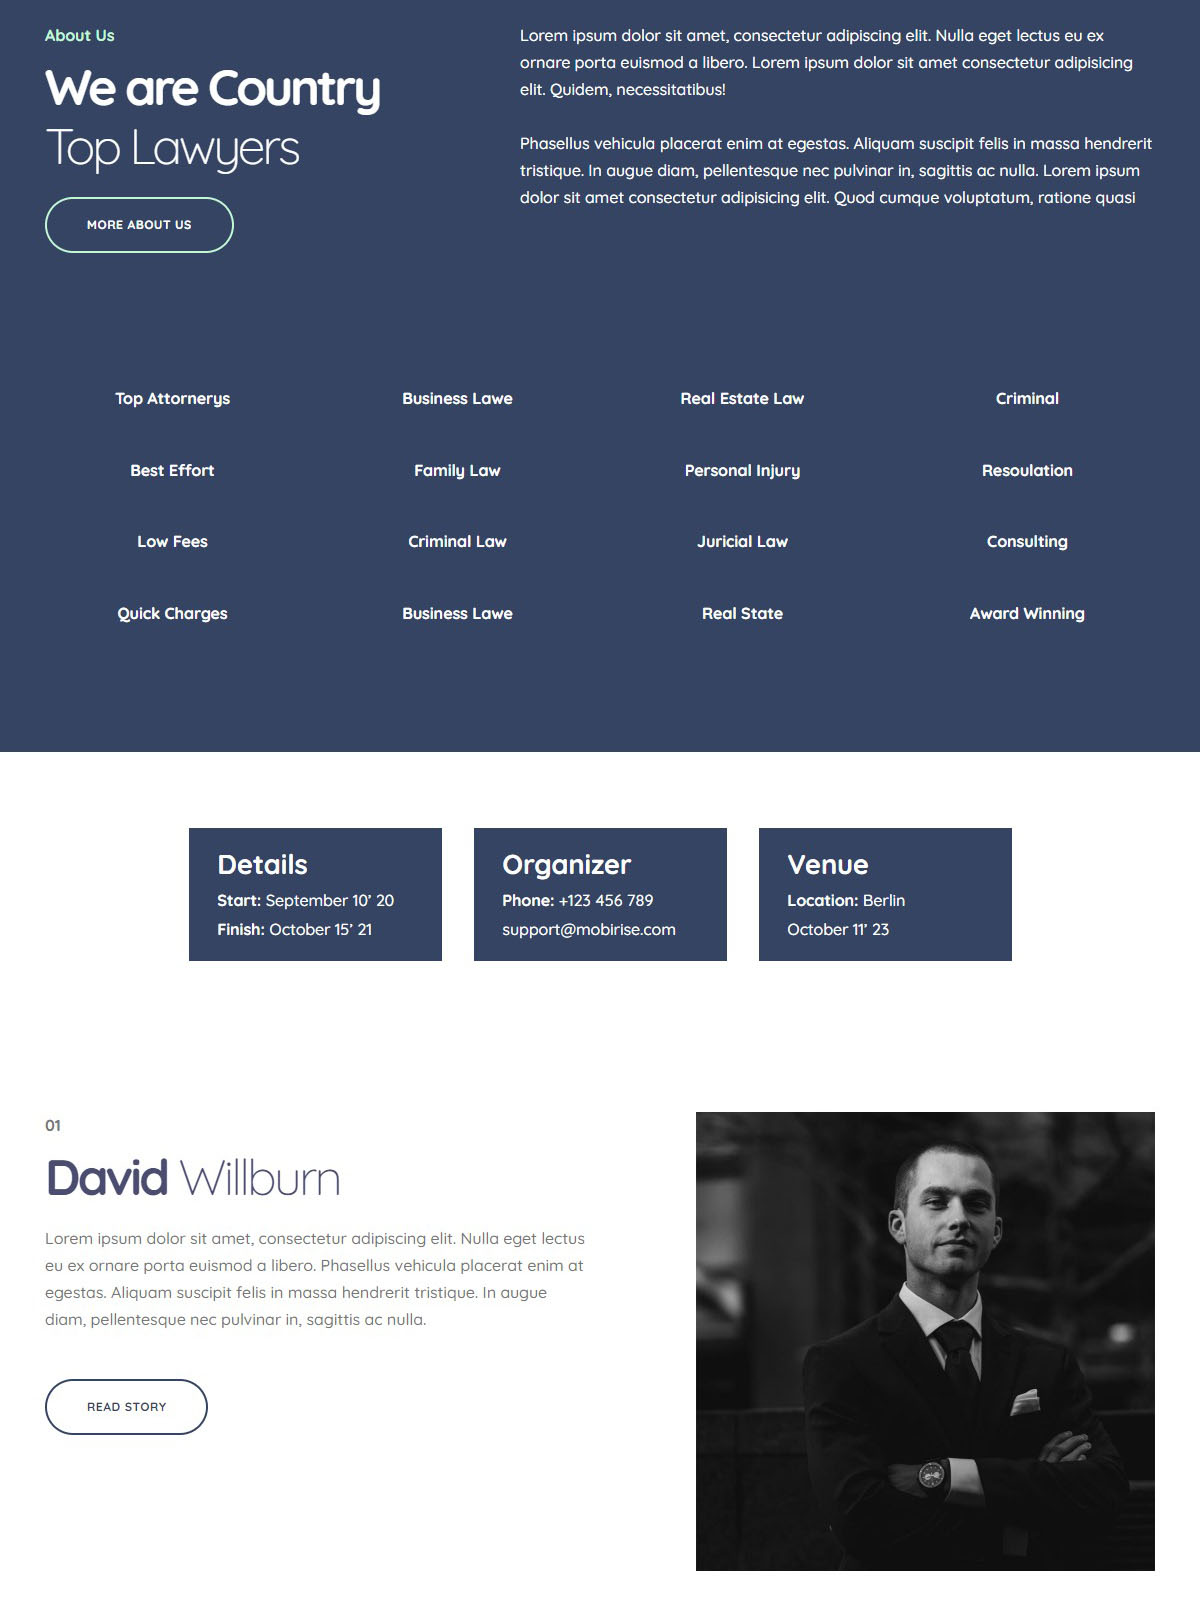 About Us
We are Country
Top Lawyers
MORE ABOUT US
Lorem ipsum dolor sit amet, consectetur adipiscing elit. Nulla eget lectus eu ex
ornare porta euismod a libero. Lorem ipsum dolor sit amet consectetur adipisicing
elit. Quidem, necessitatibus!
Phasellus vehicula placerat enim at egestas. Aliquam suscipit felis in massa hendrerit
tristique. In augue diam, pellentesque nec pulvinar in, sagittis ac nulla. Lorem ipsum
dolor sit amet consectetur adipisicing elit. Quod cumque voluptatum, ratione quasi
Top Attornerys
Business Lawe
Real Estate Law
Criminal
Best Effort
Family Law
Personal Injury
Resoulation
Low Fees
Criminal Law
Juricial Law
Consulting
Quick Charges
Business Lawe
Real State
Award Winning
Details
Start: September 10’ 20
Finish: October 15’ 21
Organizer
Phone: +123 456 789
support@mobirise.com
Venue
Location: Berlin
October 11’ 23
01
David Willburn
Lorem ipsum dolor sit amet, consectetur adipiscing elit. Nulla eget lectus
eu ex ornare porta euismod a libero. Phasellus vehicula placerat enim at
egestas. Aliquam suscipit felis in massa hendrerit tristique. In augue
diam, pellentesque nec pulvinar in, sagittis ac nulla.
READ STORY